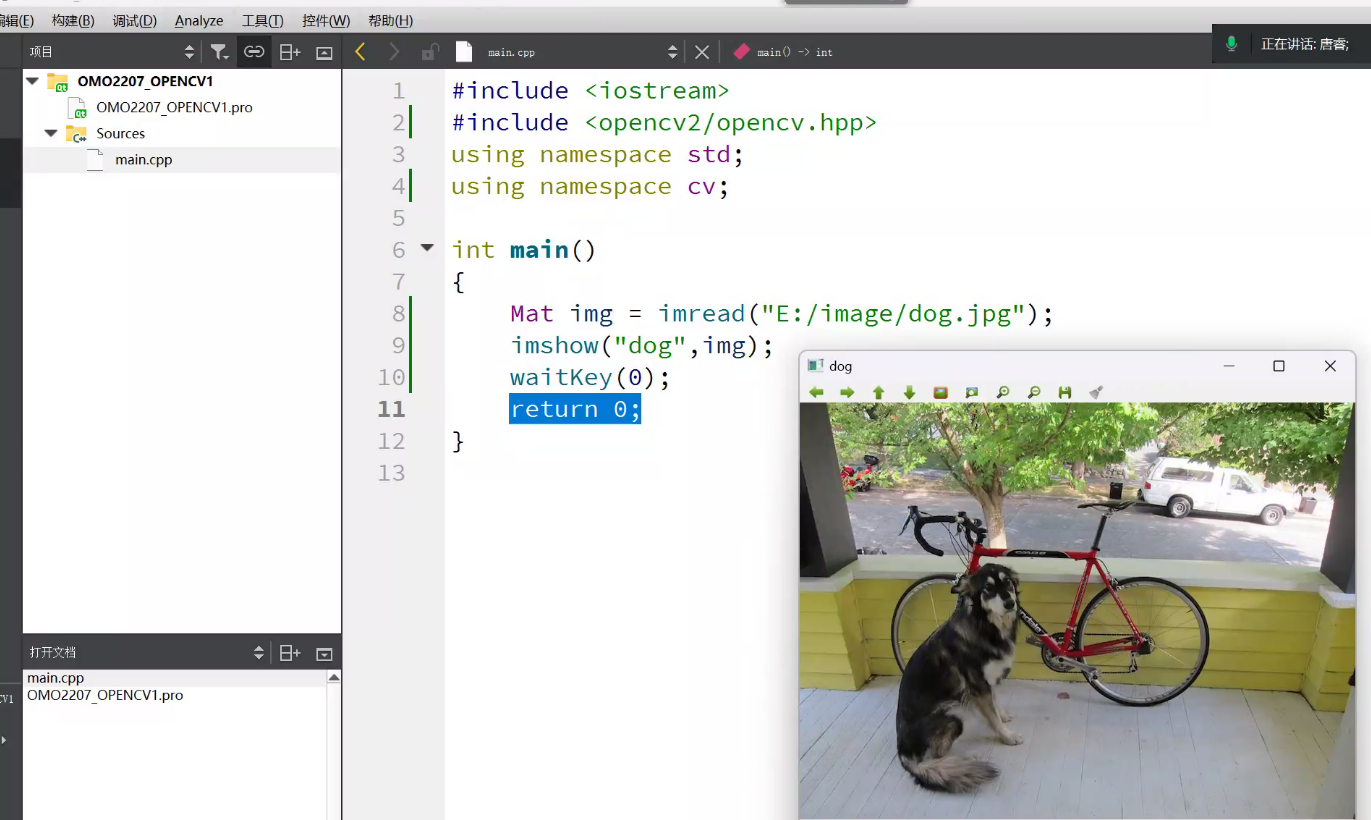 编辑(E) 构建(B) 调试(D) Analyze 工具(T) 控件(W) 帮助(H)
项目
main.cpp
main() -> int
正在讲话: 唐睿;
OMO2207_OPENCV1
OMO2207_OPENCV1.pro
Sources
main.cpp
1 #include <iostream>
2 #include <opencv2/opencv.hpp>
3 using namespace std;
4 using namespace cv;
5
6 int main()
7 {
8 Mat img = imread("E:/image/dog.jpg");
9 imshow("dog",img);
10 waitKey(0);
11 return 0;
12 }
13
dog
打开文档
main.cpp
OMO2207_OPENCV1.pro
CV1